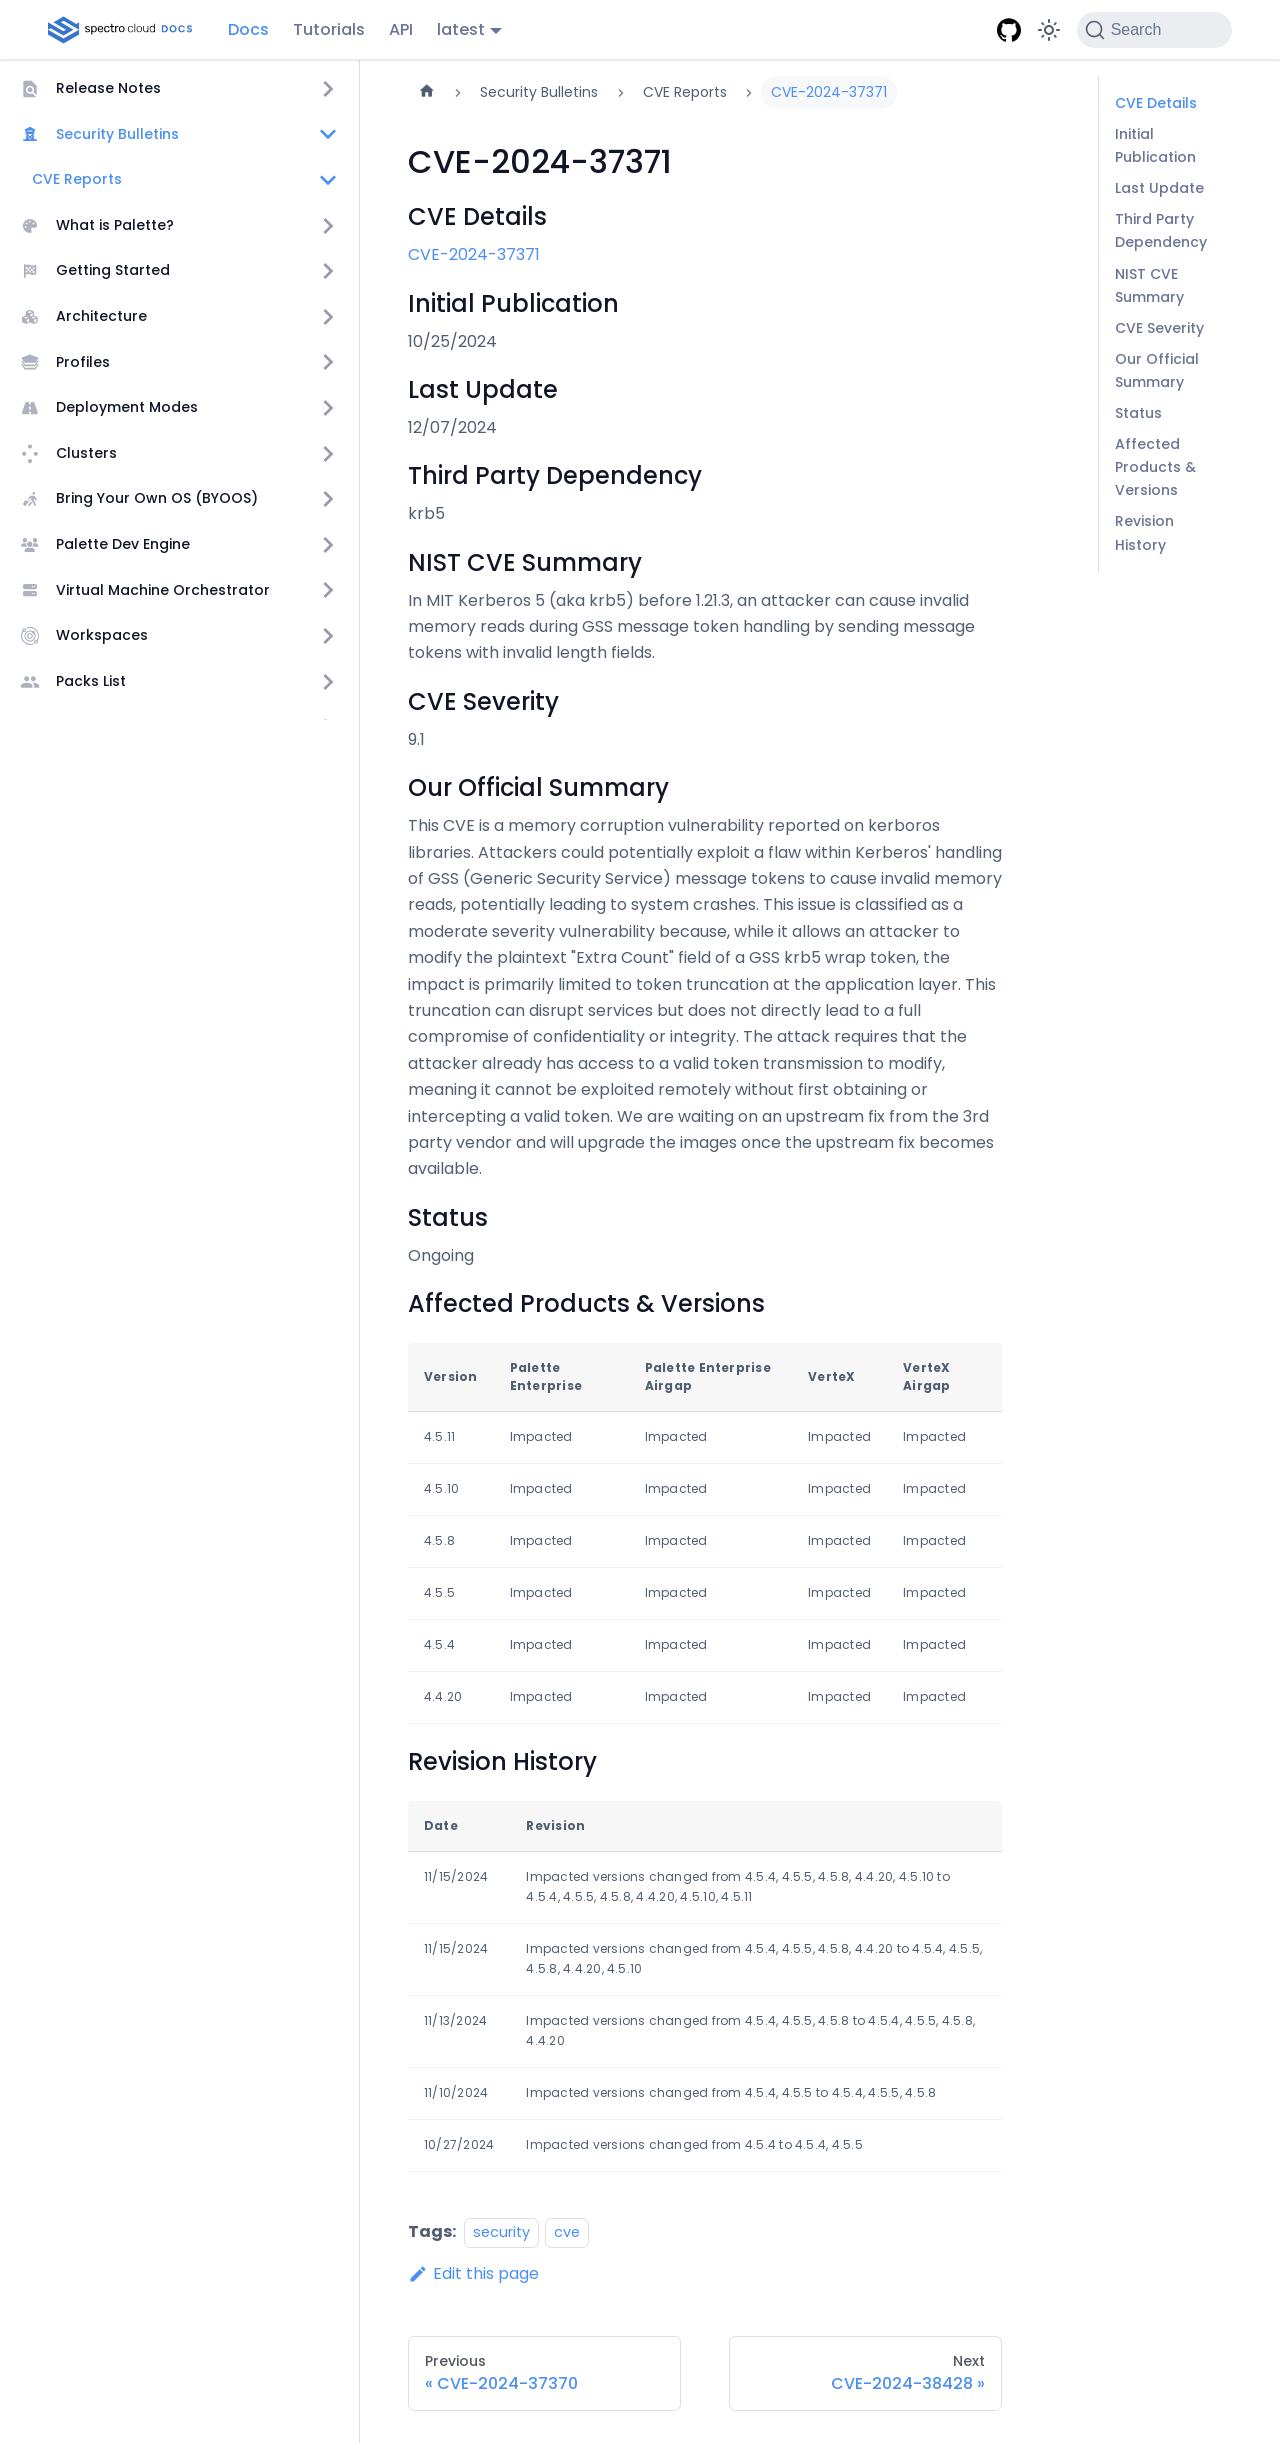 spectro cloud DOCS
Docs
Tutorials
API
latest
Search
Release Notes
Security Bulletins
CVE Reports
What is Palette?
Getting Started
Architecture
Profiles
Deployment Modes
Clusters
Bring Your Own OS (BYOOS)
Palette Dev Engine
Virtual Machine Orchestrator
Workspaces
Packs List
Security Bulletins
CVE Reports
CVE-2024-37371
CVE-2024-37371
CVE Details
CVE-2024-37371
Initial Publication
10/25/2024
Last Update
12/07/2024
Third Party Dependency
krb5
NIST CVE Summary
In MIT Kerberos 5 (aka krb5) before 1.21.3, an attacker can cause invalid
memory reads during GSS message token handling by sending message
tokens with invalid length fields.
CVE Severity
9.1
Our Official Summary
This CVE is a memory corruption vulnerability reported on kerboros
libraries. Attackers could potentially exploit a flaw within Kerberos' handling
of GSS (Generic Security Service) message tokens to cause invalid memory
reads, potentially leading to system crashes. This issue is classified as a
moderate severity vulnerability because, while it allows an attacker to
modify the plaintext "Extra Count" field of a GSS krb5 wrap token, the
impact is primarily limited to token truncation at the application layer. This
truncation can disrupt services but does not directly lead to a full
compromise of confidentiality or integrity. The attack requires that the
attacker already has access to a valid token transmission to modify,
meaning it cannot be exploited remotely without first obtaining or
intercepting a valid token. We are waiting on an upstream fix from the 3rd
party vendor and will upgrade the images once the upstream fix becomes
available.
Status
Ongoing
Affected Products & Versions
Version Palette Enterprise Palette Enterprise Airgap VerteX VerteX Airgap
4.5.11 Impacted Impacted Impacted Impacted
4.5.10 Impacted Impacted Impacted Impacted
4.5.8 Impacted Impacted Impacted Impacted
4.5.5 Impacted Impacted Impacted Impacted
4.5.4 Impacted Impacted Impacted Impacted
4.4.20 Impacted Impacted Impacted Impacted
Revision History
Date Revision
11/15/2024 Impacted versions changed from 4.5.4, 4.5.5, 4.5.8, 4.4.20, 4.5.10 to
4.5.4, 4.5.5, 4.5.8, 4.4.20, 4.5.10, 4.5.11
11/15/2024 Impacted versions changed from 4.5.4, 4.5.5, 4.5.8, 4.4.20 to 4.5.4, 4.5.5,
4.5.8, 4.4.20, 4.5.10
11/13/2024 Impacted versions changed from 4.5.4, 4.5.5, 4.5.8 to 4.5.4, 4.5.5, 4.5.8,
4.4.20
11/10/2024 Impacted versions changed from 4.5.4, 4.5.5 to 4.5.4, 4.5.5, 4.5.8
10/27/2024 Impacted versions changed from 4.5.4 to 4.5.4, 4.5.5
Tags: security cve
Edit this page
Previous
« CVE-2024-37370
Next
CVE-2024-38428 »
CVE Details
Initial
Publication
Last Update
Third Party
Dependency
NIST CVE
Summary
CVE Severity
Our Official
Summary
Status
Affected
Products &
Versions
Revision
History